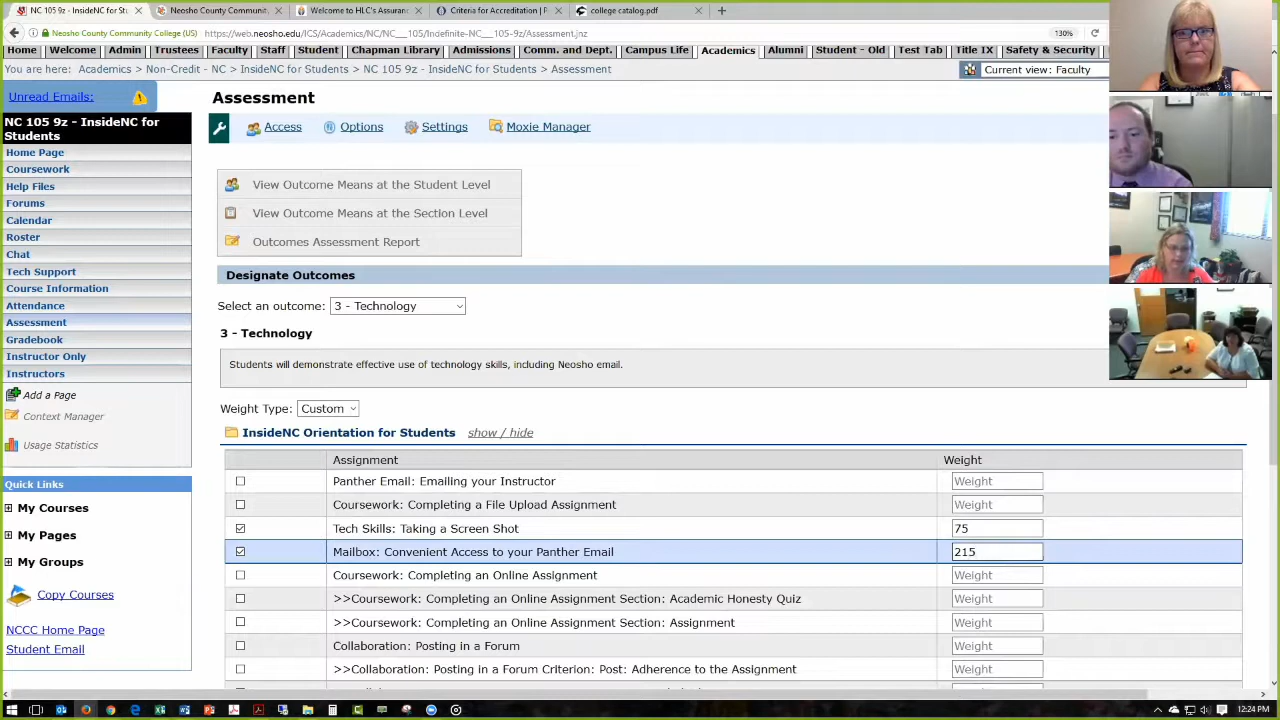 NC 105 9z - InsideNC for Stu
Neosho County Community C
Welcome to HLC's Assuranc
Criteria for Accreditation | P
college catalog.pdf
Neosho County Community College (US)
https://web.neosho.edu/ICS/Academics/NC/NC___105/Indefinite-NC___105-9z/Assessment.jnz
130%
Home Welcome Admin Trustees Faculty Staff Student Chapman Library Admissions Comm. and Dept. Campus Life Academics Alumni Student - Old Test Tab Title IX Safety & Security
You are here: Academics > Non-Credit - NC > InsideNC for Students > NC 105 9z - InsideNC for Students > Assessment
Current view: Faculty
Unread Emails:
NC 105 9z - InsideNC for
Students
Home Page
Coursework
Help Files
Forums
Calendar
Roster
Chat
Tech Support
Course Information
Attendance
Assessment
Gradebook
Instructor Only
Instructors
Add a Page
Context Manager
Usage Statistics
Quick Links
My Courses
My Pages
My Groups
Copy Courses
NCCC Home Page
Student Email
Assessment
Access Options Settings Moxie Manager
View Outcome Means at the Student Level
View Outcome Means at the Section Level
Outcomes Assessment Report
Designate Outcomes
Select an outcome: 3 - Technology
3 - Technology
Students will demonstrate effective use of technology skills, including Neosho email.
Weight Type: Custom
InsideNC Orientation for Students show / hide
Assignment Weight
Panther Email: Emailing your Instructor Weight
Coursework: Completing a File Upload Assignment Weight
Tech Skills: Taking a Screen Shot 75
Mailbox: Convenient Access to your Panther Email 215
Coursework: Completing an Online Assignment Weight
>>Coursework: Completing an Online Assignment Section: Academic Honesty Quiz Weight
>>Coursework: Completing an Online Assignment Section: Assignment Weight
Collaboration: Posting in a Forum Weight
>>Collaboration: Posting in a Forum Criterion: Post: Adherence to the Assignment Weight
12:24 PM